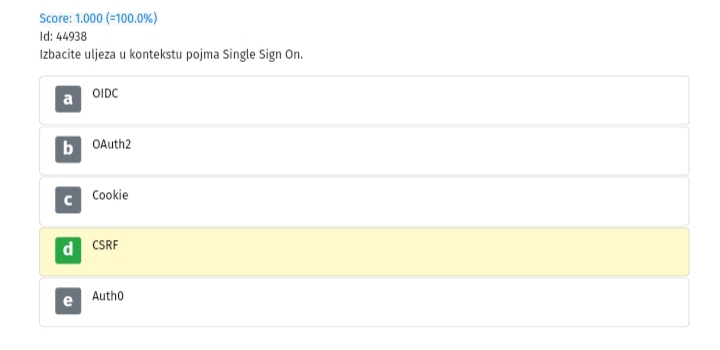 Score: 1.000 (=100.0%)
Id: 44938
Izbacite uljeza u kontekstu pojma Single Sign On.
a OIDC
b OAuth2
c Cookie
d CSRF
e Auth0